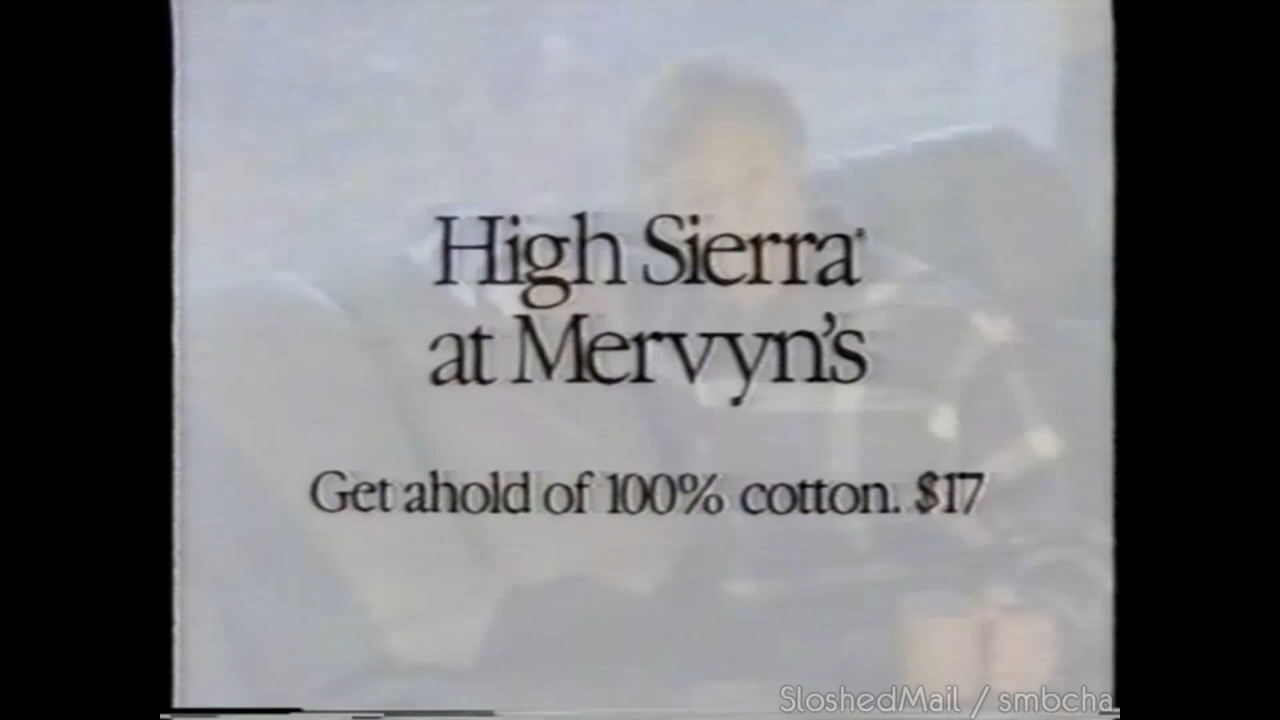 High Sierra
at Mervyn's
Get ahold of 100% cotton. $17
SloshedMail / smbcha